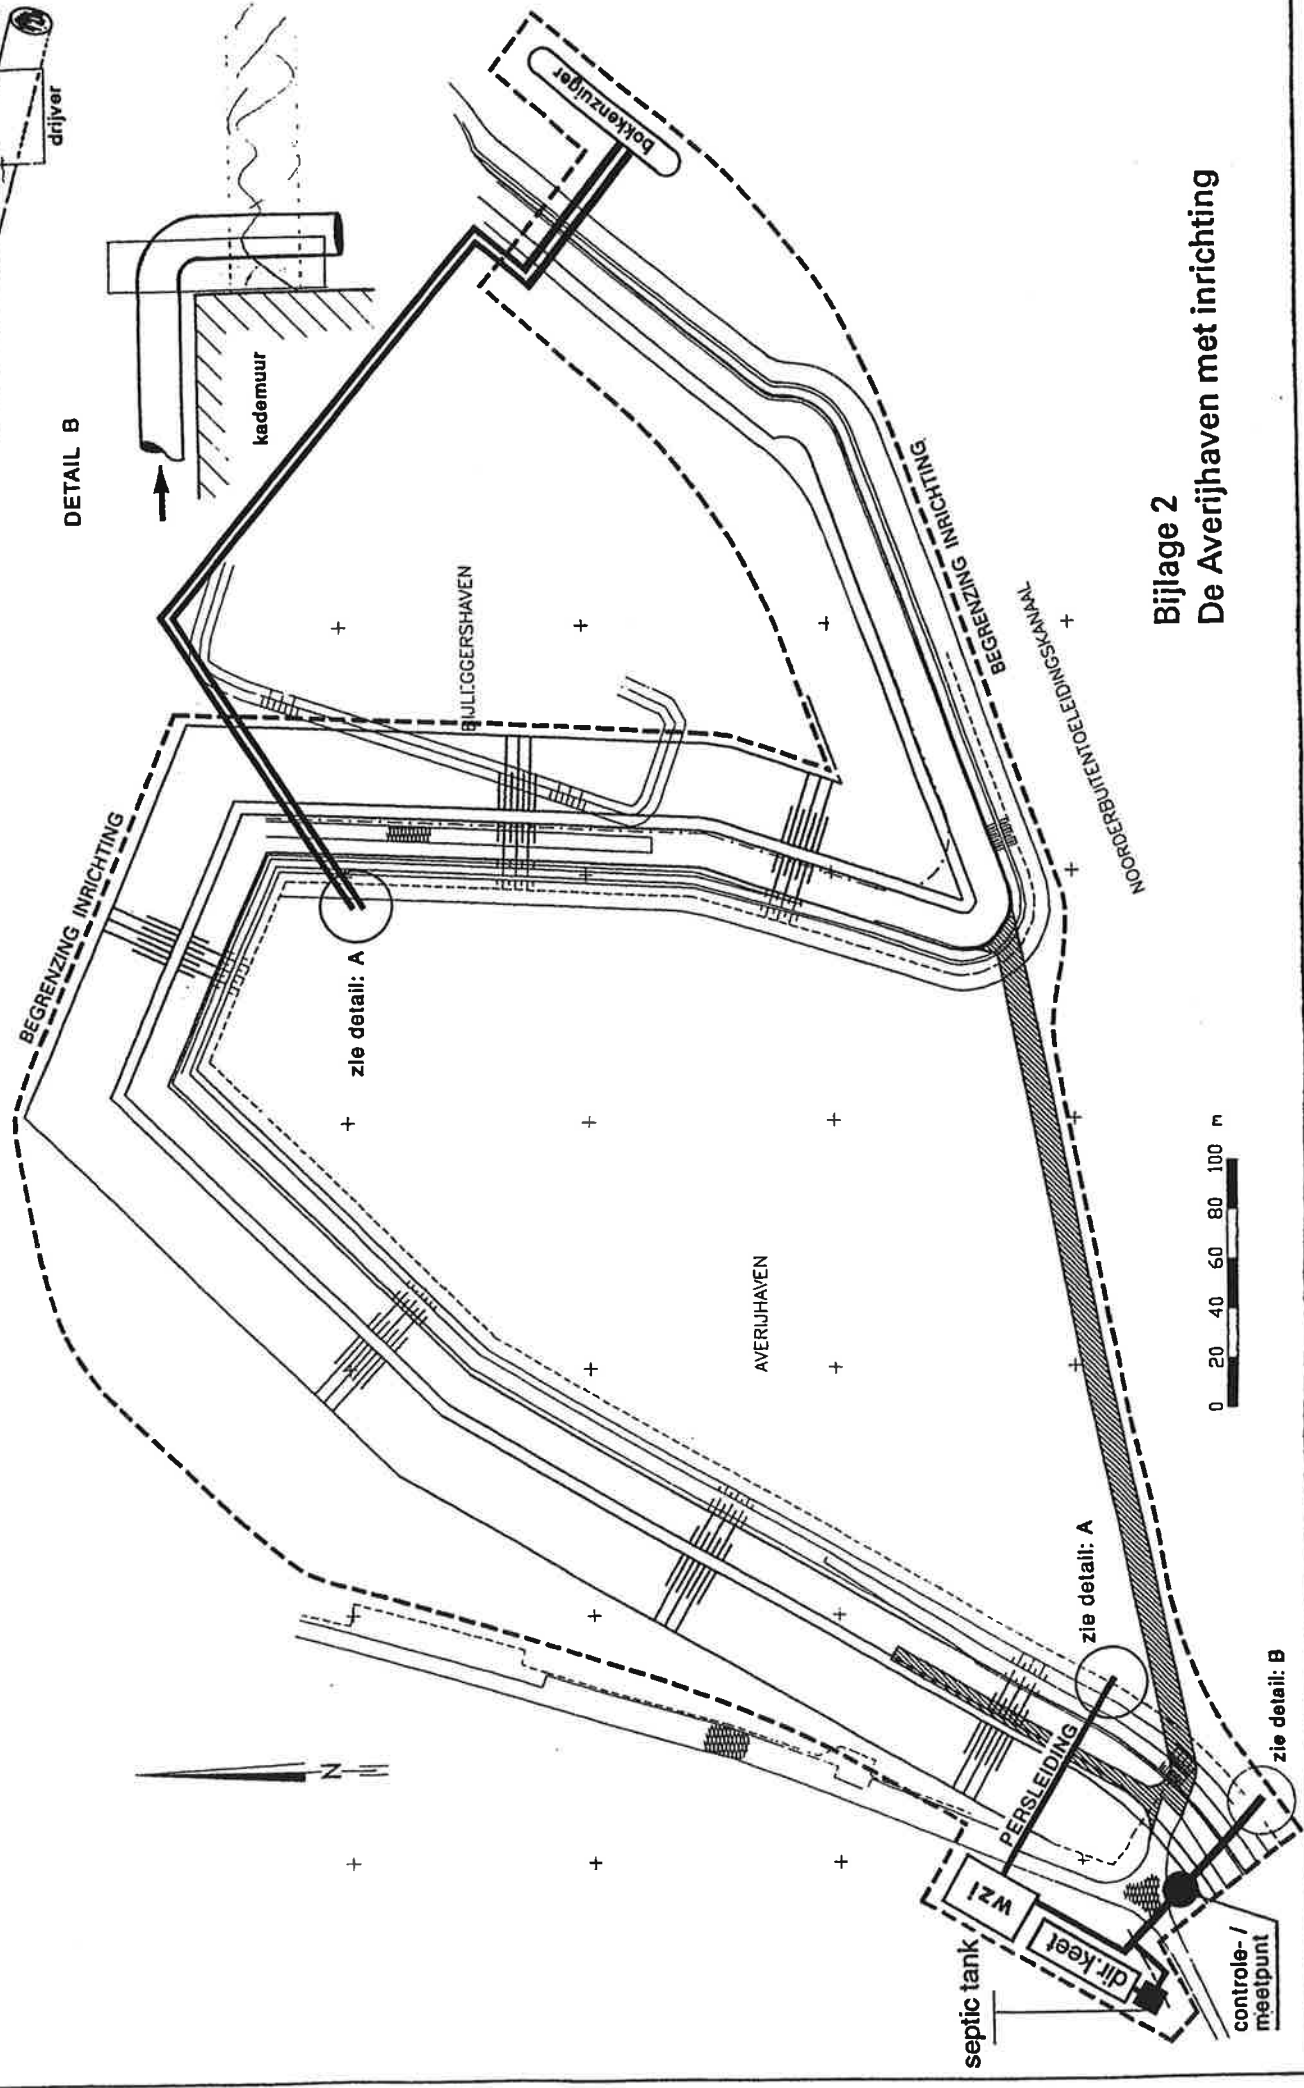 drijver
DETAIL B
kademuur
bokkenzuiger
BEGRENZING INRICHTING
BIJLIGGERSHAVEN
zie detail: A
BEGRENZING INRICHTING
NOORDERBUITENTOELEIDINGSKANAAL
Bijlage 2
De Averijhaven met inrichting
AVERIJHAVEN
0 20 40 60 80 100 m
N
zie detail: A
PERSLEIDING
zie detail: B
wzi
dir.keet
septic tank
controle- /
meetpunt